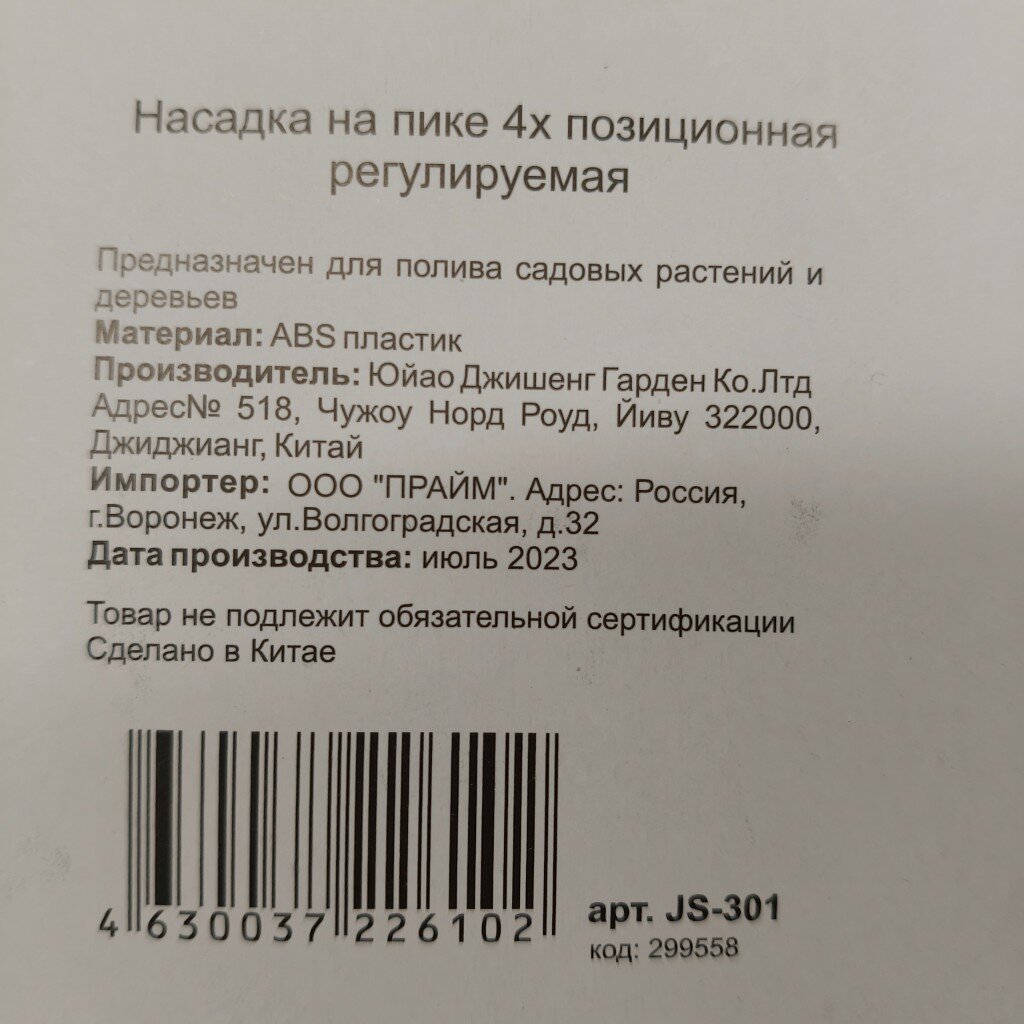 Насадка на пике 4х позиционная
регулируемая
Предназначен для полива садовых растений и
деревьев
Материал: ABS пластик
Производитель: Юйао Джишенг Гарден Ко.Лтд
Адрес№ 518, Чужоу Норд Роуд, Йиву 322000,
Джиджианг, Китай
Импортер: ООО "ПРАЙМ". Адрес: Россия,
г.Воронеж, ул.Волгоградская, д.32
Дата производства: июль 2023
Товар не подлежит обязательной сертификации
Сделано в Китае
4 630037 226102
арт. JS-301
код: 299558